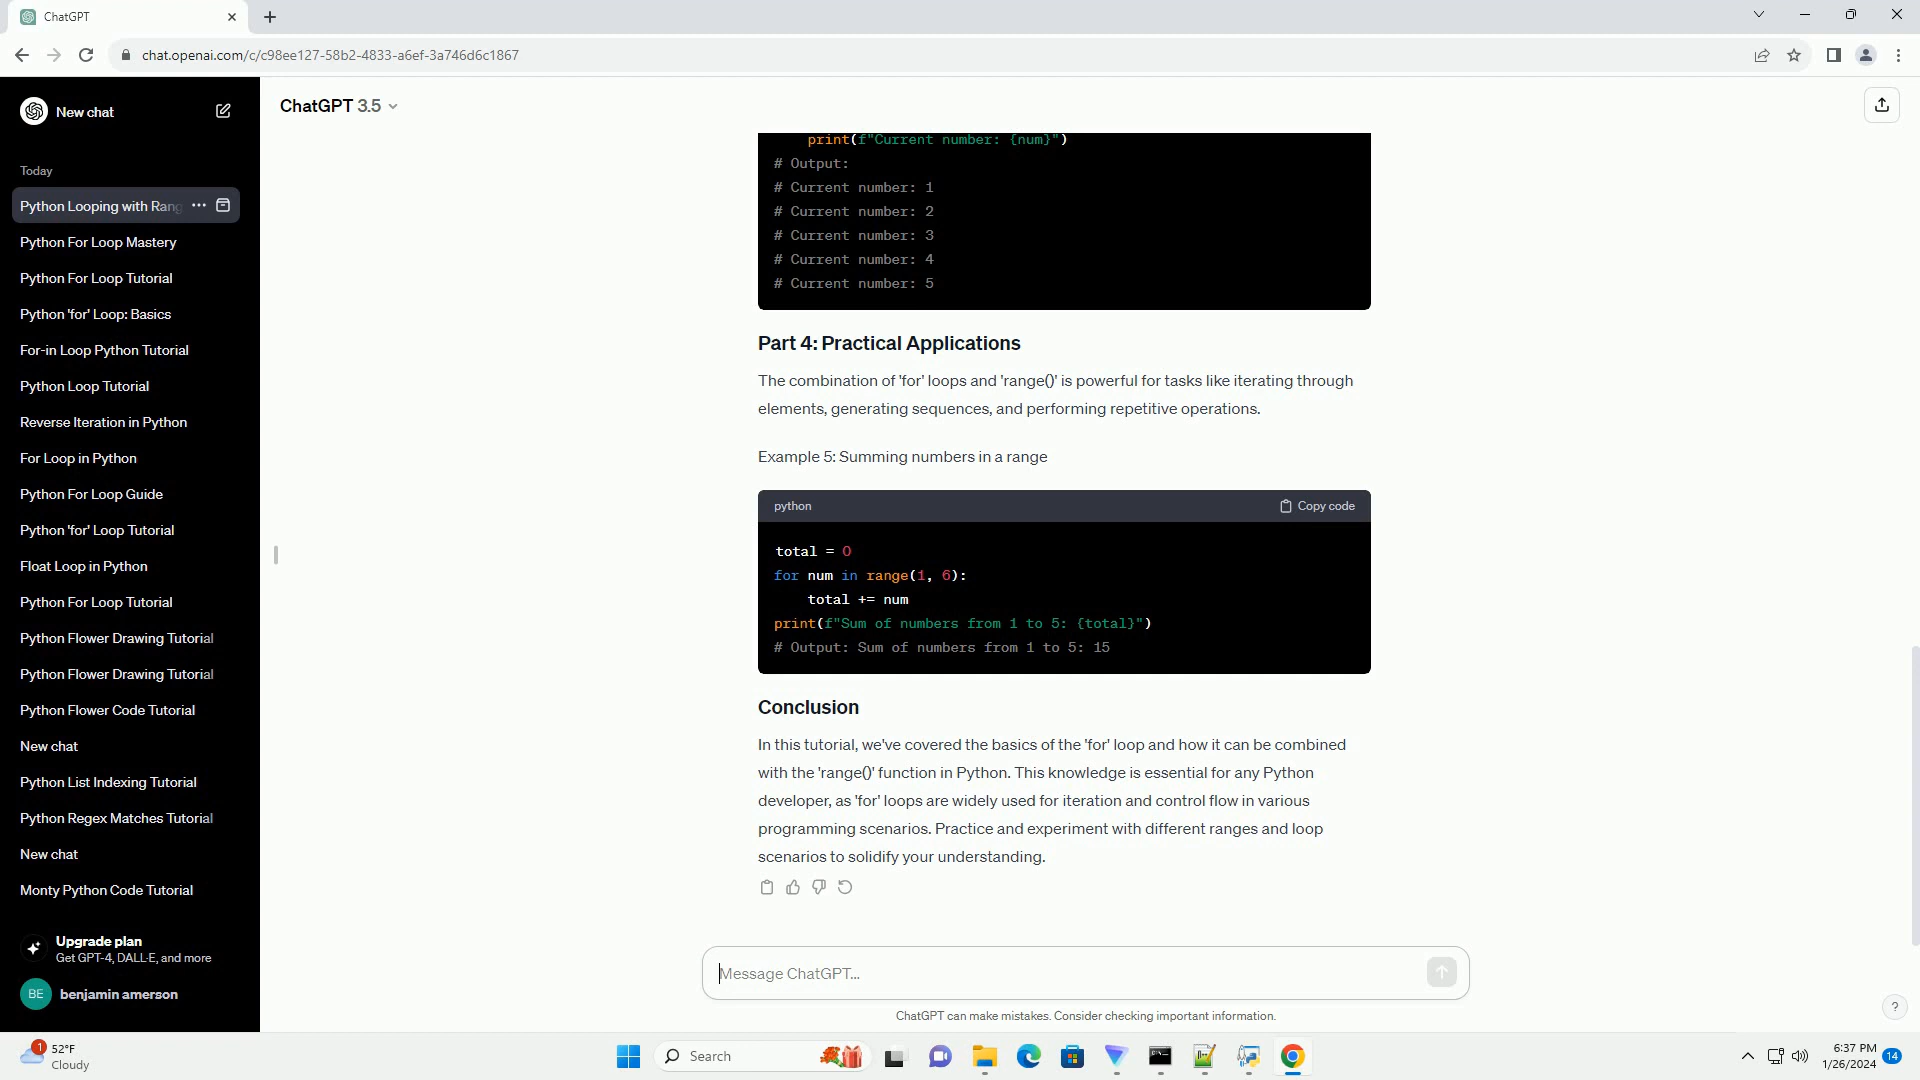 ChatGPT
chat.openai.com/c/c98ee127-58b2-4833-a6ef-3a746d6c1867
New chat
Today
Python Looping with Rang
Python For Loop Mastery
Python For Loop Tutorial
Python 'for' Loop: Basics
For-in Loop Python Tutorial
Python Loop Tutorial
Reverse Iteration in Python
For Loop in Python
Python For Loop Guide
Python 'for' Loop Tutorial
Float Loop in Python
Python For Loop Tutorial
Python Flower Drawing Tutorial
Python Flower Drawing Tutorial
Python Flower Code Tutorial
New chat
Python List Indexing Tutorial
Python Regex Matches Tutorial
New chat
Monty Python Code Tutorial
Upgrade plan
Get GPT-4, DALL·E, and more
BE benjamin amerson
ChatGPT 3.5
print(f"Current number: {num}")
# Output:
# Current number: 1
# Current number: 2
# Current number: 3
# Current number: 4
# Current number: 5
Part 4: Practical Applications
The combination of 'for' loops and 'range()' is powerful for tasks like iterating through
elements, generating sequences, and performing repetitive operations.
Example 5: Summing numbers in a range
python Copy code
total = 0
for num in range(1, 6):
total += num
print(f"Sum of numbers from 1 to 5: {total}")
# Output: Sum of numbers from 1 to 5: 15
Conclusion
In this tutorial, we've covered the basics of the 'for' loop and how it can be combined
with the 'range()' function in Python. This knowledge is essential for any Python
developer, as 'for' loops are widely used for iteration and control flow in various
programming scenarios. Practice and experiment with different ranges and loop
scenarios to solidify your understanding.
Message ChatGPT...
ChatGPT can make mistakes. Consider checking important information.
?
1
52°F
Cloudy
Search
6:37 PM
1/26/2024
14